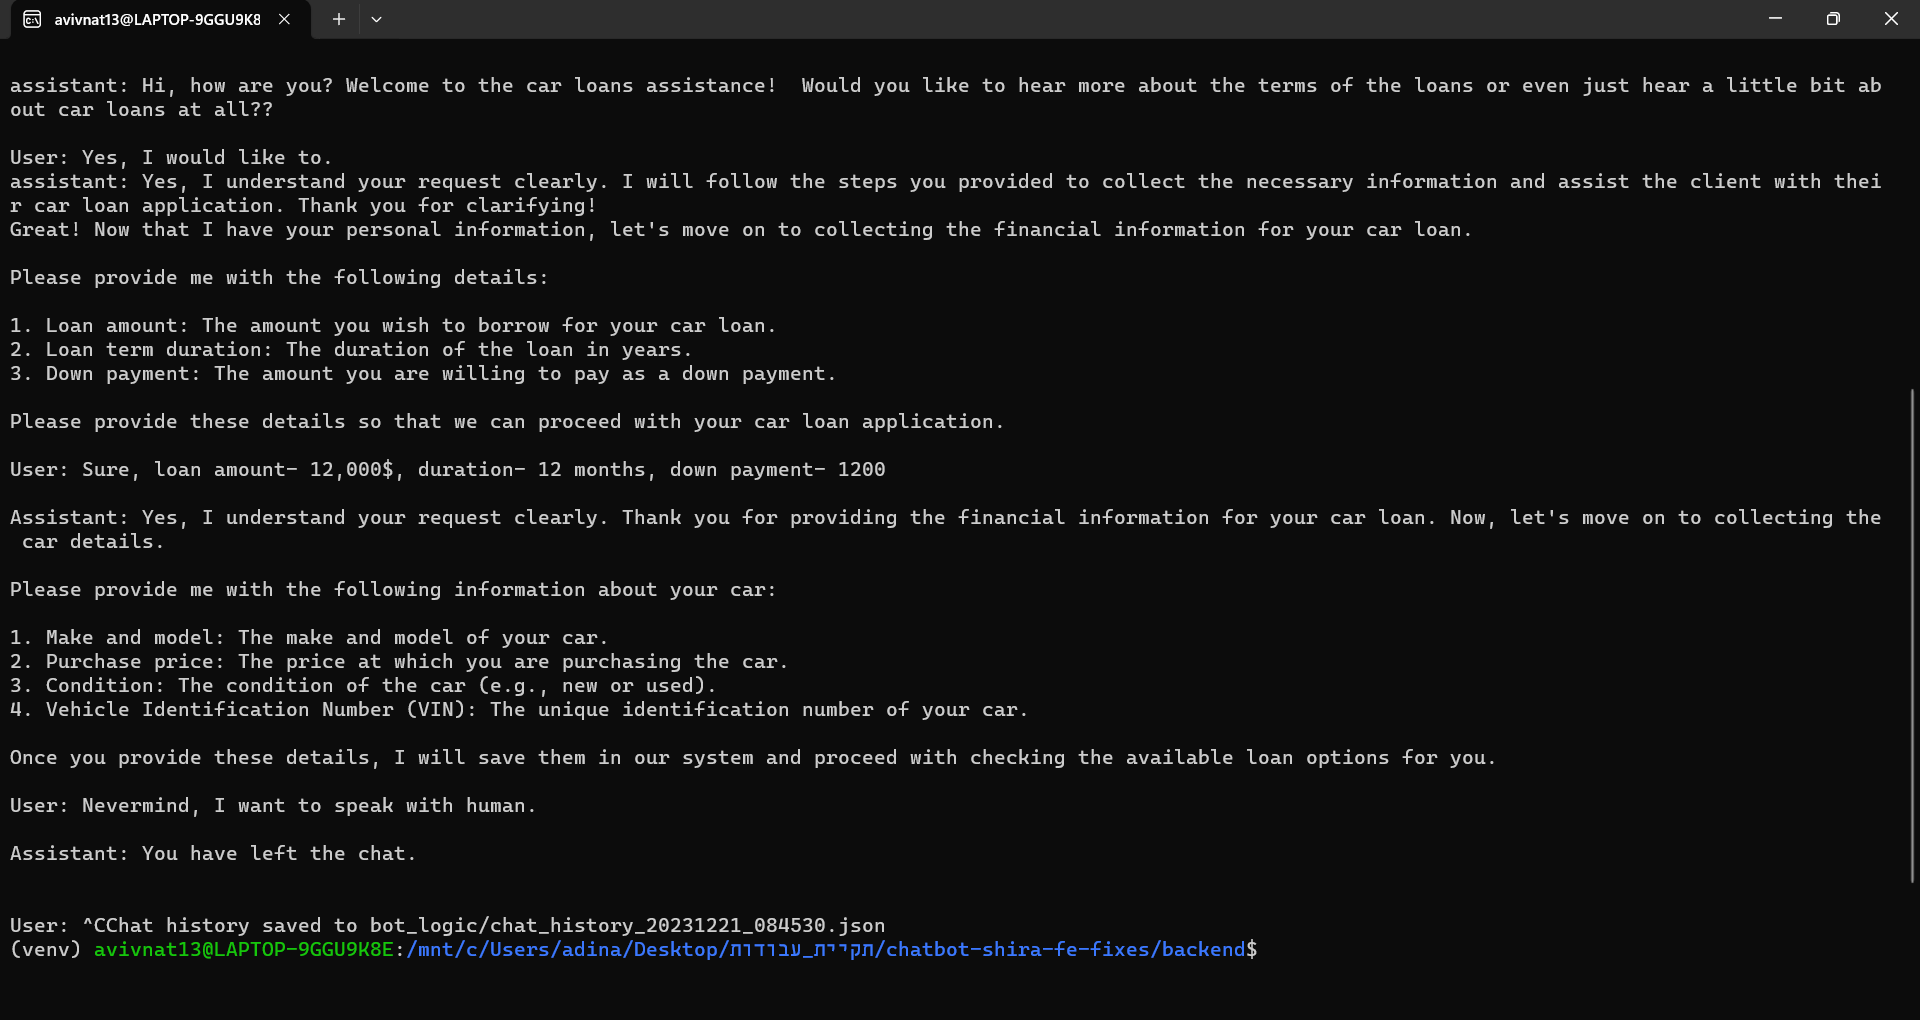 avivnat13@LAPTOP-9GGU9K8
assistant: Hi, how are you? Welcome to the car loans assistance!  Would you like to hear more about the terms of the loans or even just hear a little bit ab
out car loans at all??
User: Yes, I would like to.
assistant: Yes, I understand your request clearly. I will follow the steps you provided to collect the necessary information and assist the client with thei
r car loan application. Thank you for clarifying!
Great! Now that I have your personal information, let's move on to collecting the financial information for your car loan.
Please provide me with the following details:
1. Loan amount: The amount you wish to borrow for your car loan.
2. Loan term duration: The duration of the loan in years.
3. Down payment: The amount you are willing to pay as a down payment.
Please provide these details so that we can proceed with your car loan application.
User: Sure, loan amount- 12,000$, duration- 12 months, down payment- 1200
Assistant: Yes, I understand your request clearly. Thank you for providing the financial information for your car loan. Now, let's move on to collecting the
 car details.
Please provide me with the following information about your car:
1. Make and model: The make and model of your car.
2. Purchase price: The price at which you are purchasing the car.
3. Condition: The condition of the car (e.g., new or used).
4. Vehicle Identification Number (VIN): The unique identification number of your car.
Once you provide these details, I will save them in our system and proceed with checking the available loan options for you.
User: Nevermind, I want to speak with human.
Assistant: You have left the chat.
User: ^CChat history saved to bot_logic/chat_history_20231221_084530.json
(venv) avivnat13@LAPTOP-9GGU9K8E:/mnt/c/Users/adina/Desktop/תקיית_עבודות/chatbot-shira-fe-fixes/backend$